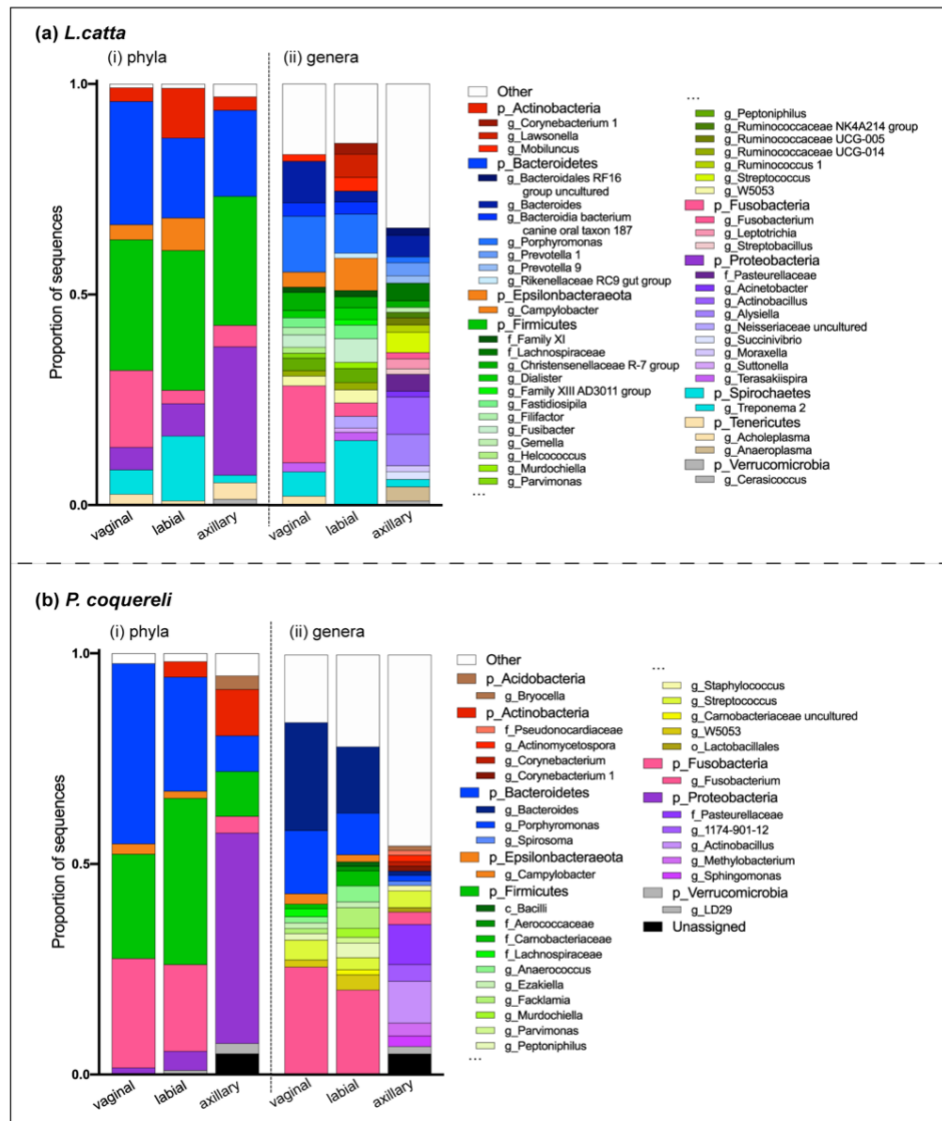 (a) L.catta
(i) phyla
(ii) genera
Proportion of sequences
1.0
0.5
0.0
vaginal
labial
axillary
vaginal
labial
axillary
Other
p_Actinobacteria
g_Corynebacterium 1
g_Lawsonella
g_Mobiluncus
p_Bacteroidetes
g_Bacteroidales RF16
group uncultured
g_Bacteroides
g_Bacteroidia bacterium
canine oral taxon 187
g_Porphyromonas
g_Prevotella 1
g_Prevotella 9
g_Rikenellaceae RC9 gut group
p_Epsilonbacteraeota
g_Campylobacter
p_Firmicutes
f_Family XI
f_Lachnospiraceae
g_Christensenellaceae R-7 group
g_Dialister
g_Family XIII AD3011 group
g_Fastidiosipila
g_Filifactor
g_Fusibacter
g_Gemella
g_Helcococcus
g_Murdochiella
g_Parvimonas
...
...
g_Peptoniphilus
g_Ruminococcaceae NK4A214 group
g_Ruminococcaceae UCG-005
g_Ruminococcaceae UCG-014
g_Ruminococcus 1
g_Streptococcus
g_W5053
p_Fusobacteria
g_Fusobacterium
g_Leptotrichia
g_Streptobacillus
p_Proteobacteria
f_Pasteurellaceae
g_Acinetobacter
g_Actinobacillus
g_Alysiella
g_Neisseriaceae uncultured
g_Succinivibrio
g_Moraxella
g_Suttonella
g_Terasakiispira
p_Spirochaetes
g_Treponema 2
p_Tenericutes
g_Acholeplasma
g_Anaeroplasma
p_Verrucomicrobia
g_Cerasicoccus
(b) P. coquereli
(i) phyla
(ii) genera
Proportion of sequences
1.0
0.5
0.0
vaginal
labial
axillary
vaginal
labial
axillary
Other
p_Acidobacteria
g_Bryocella
p_Actinobacteria
f_Pseudonocardiaceae
g_Actinomycetospora
g_Corynebacterium
g_Corynebacterium 1
p_Bacteroidetes
g_Bacteroides
g_Porphyromonas
g_Spirosoma
p_Epsilonbacteraeota
g_Campylobacter
p_Firmicutes
c_Bacilli
f_Aerococcaceae
f_Carnobacteriaceae
f_Lachnospiraceae
g_Anaerococcus
g_Ezakiella
g_Facklamia
g_Murdochiella
g_Parvimonas
g_Peptoniphilus
...
...
g_Staphylococcus
g_Streptococcus
g_Carnobacteriaceae uncultured
g_W5053
o_Lactobacillales
p_Fusobacteria
g_Fusobacterium
p_Proteobacteria
f_Pasteurellaceae
g_1174-901-12
g_Actinobacillus
g_Methylobacterium
g_Sphingomonas
p_Verrucomicrobia
g_LD29
Unassigned